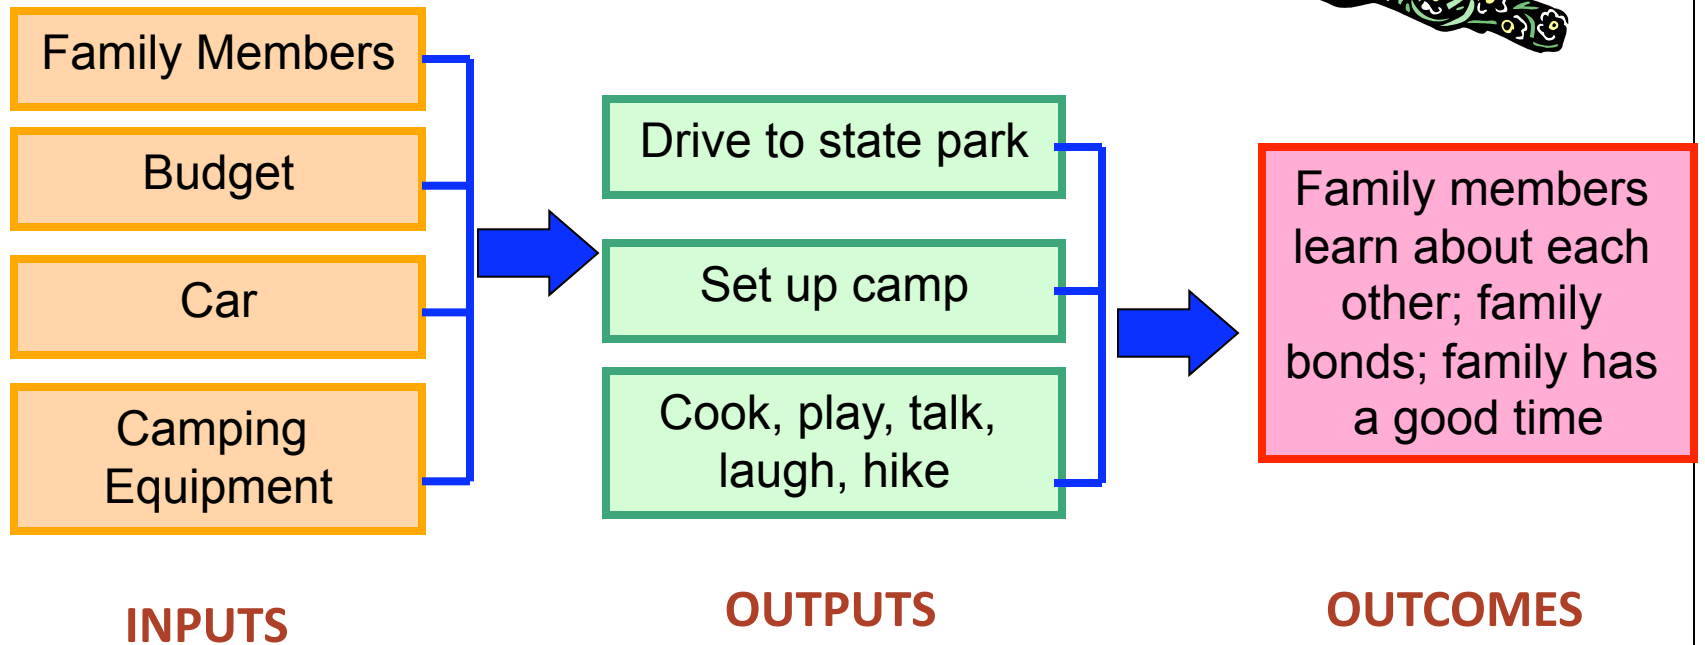 Family Members
Budget
Car
Camping
Equipment
INPUTS
Drive to state park
Set up camp
Cook, play, talk,
laugh, hike
OUTPUTS
Family members
learn about each
other; family
bonds; family has
a good time
OUTCOMES